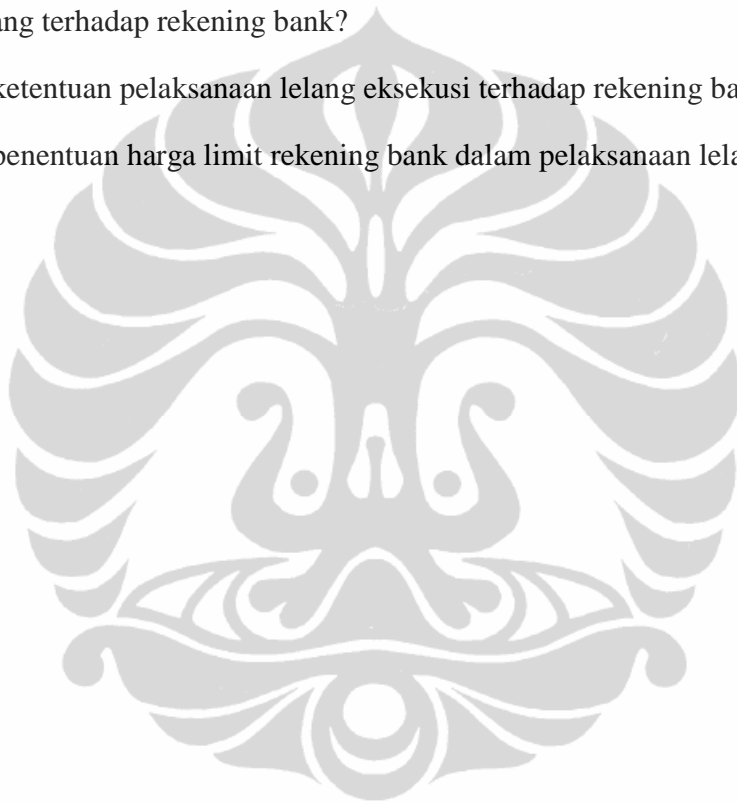 ang terhadap rekening bank?
ketentuan pelaksanaan lelang eksekusi terhadap rekening ba
penentuan harga limit rekening bank dalam pelaksanaan lela